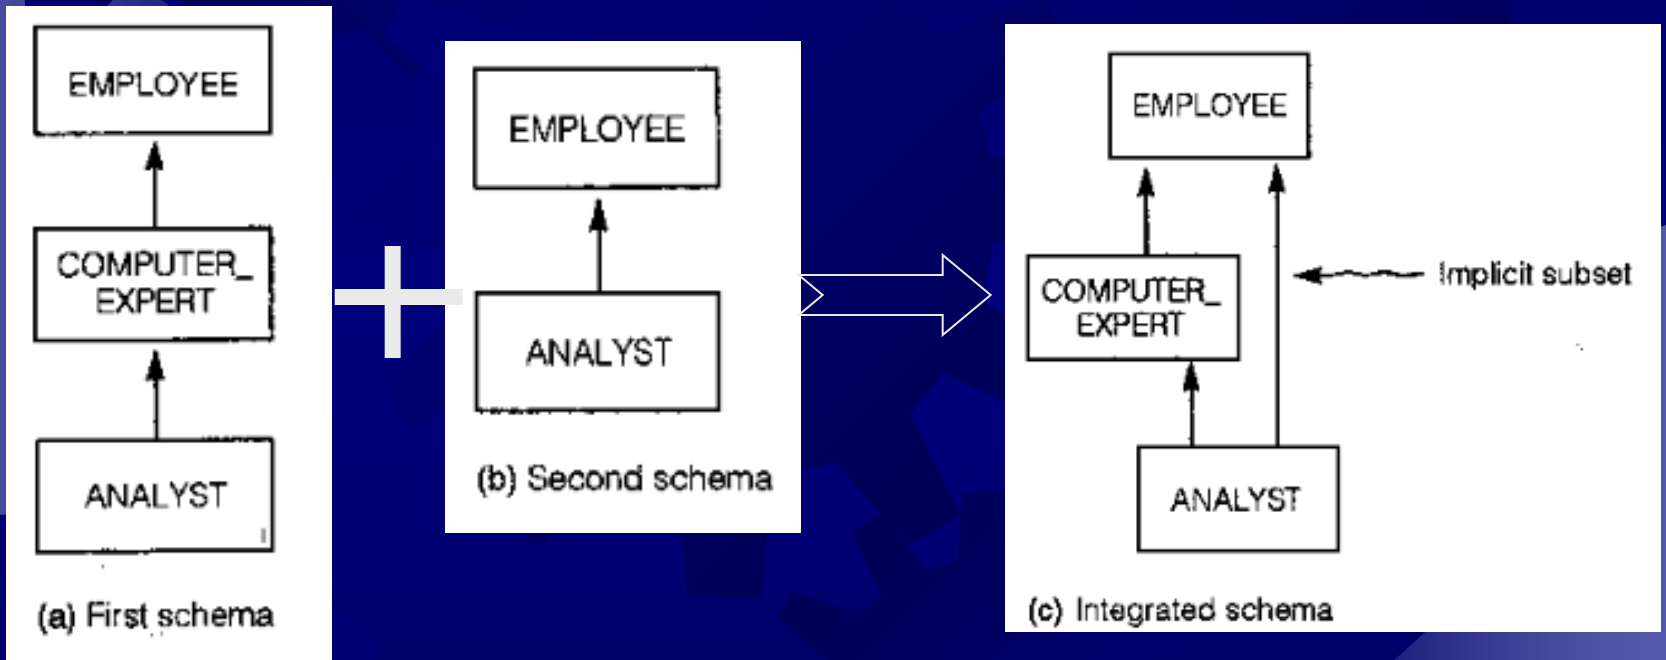 EMPLOYEE
COMPUTER_
EXPERT
ANALYST
(a) First schema
EMPLOYEE
ANALYST
(b) Second schema
EMPLOYEE
COMPUTER_
EXPERT
Implicit subset
ANALYST
(c) Integrated schema